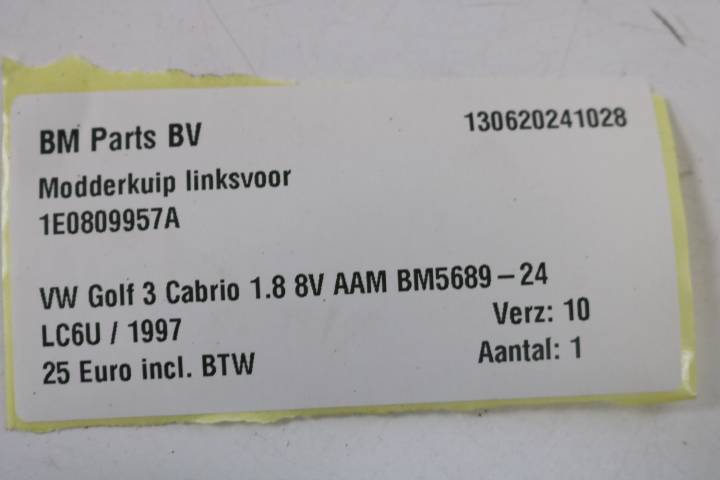 BM Parts BV 130620241028
Modderkuip linksvoor
1E0809957A
VW Golf 3 Cabrio 1.8 8V AAM BM5689-24
LC6U / 1997 Verz: 10
25 Euro incl. BTW Aantal: 1